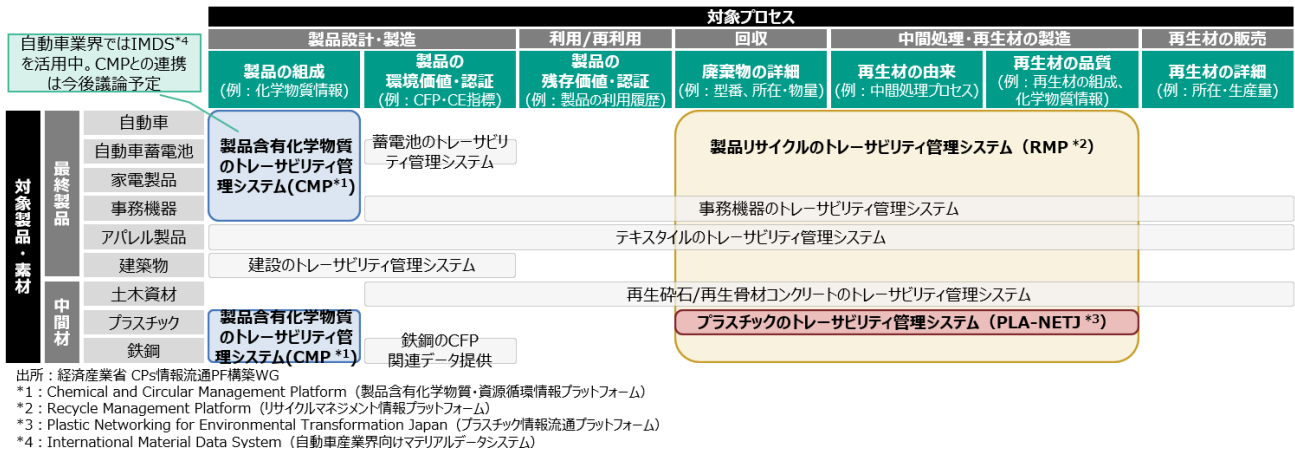 対象プロセス
自動車業界ではIMDS*4
を活用中。CMPとの連携
は今後議論予定
製品設計・製造
利用/再利用
回収
中間処理・再生材の製造
再生材の販売
製品の組成
(例：化学物質情報)
製品の
環境価値・認証
(例：CFP・CE指標)
製品の
残存価値・認証
(例：製品の利用履歴)
廃棄物の詳細
(例：型番、所在・物量)
再生材の由来
(例：中間処理プロセス)
再生材の品質
(例：再生材の組成、
化学物質情報)
再生材の詳細
(例：所在・生産量)
対象製品・素材
最終製品
自動車
自動車蓄電池
家電製品
事務機器
アパレル製品
建築物
中間材
土木資材
プラスチック
鉄鋼
製品含有化学物質
のトレーサビリティ管
理システム(CMP*1)
蓄電池のトレーサビリ
ティ管理システム
製品リサイクルのトレーサビリティ管理システム（RMP *2）
事務機器のトレーサビリティ管理システム
テキスタイルのトレーサビリティ管理システム
建設のトレーサビリティ管理システム
再生砕石/再生骨材コンクリートのトレーサビリティ管理システム
製品含有化学物質
のトレーサビリティ管
理システム(CMP *1)
プラスチックのトレーサビリティ管理システム（PLA-NETJ *3）
鉄鋼のCFP
関連データ提供
出所：経済産業省 CPs情報流通PF構築WG
*1：Chemical and Circular Management Platform（製品含有化学物質・資源循環情報プラットフォーム）
*2：Recycle Management Platform（リサイクルマネジメント情報プラットフォーム）
*3：Plastic Networking for Environmental Transformation Japan（プラスチック情報流通プラットフォーム）
*4：International Material Data System（自動車産業界向けマテリアルデータシステム）